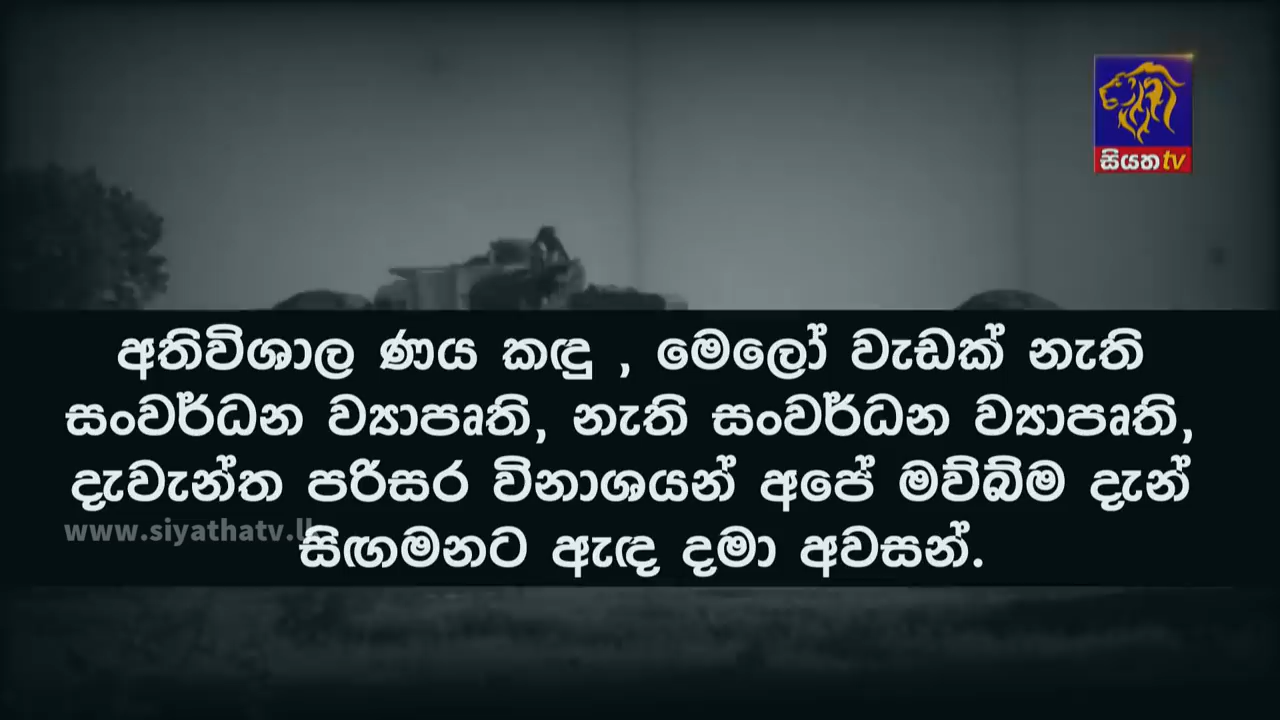 සියත tv
අතිවිශාල ණය කඳු , මෙලෝ වැඩක් නැති
සංවර්ධන ව්‍යාපෘති, නැති සංවර්ධන ව්‍යාපෘති,
දැවැන්ත පරිසර විනාශයන් අපේ මව්බිම දැන්
www.siyathatv.l
සිඟමනට ඇඳ දමා අවසන්.